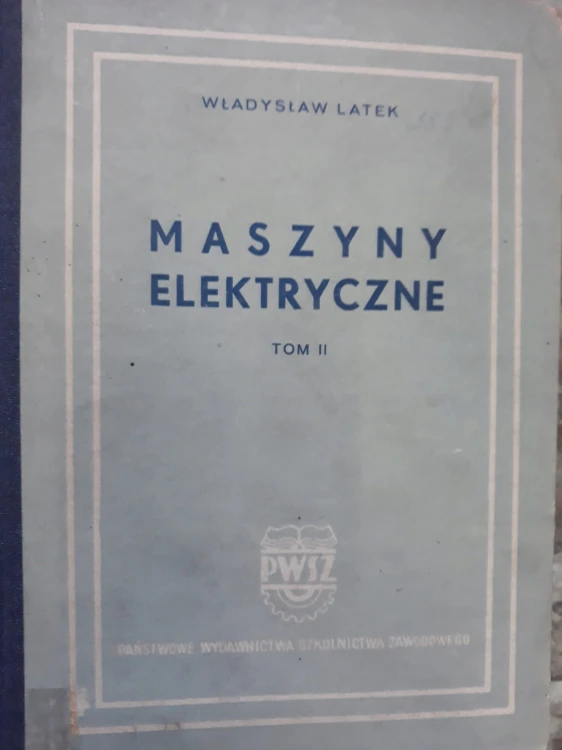 WŁADYSŁAW LATEK
MASZYNY
ELEKTRYCZNE
TOM II
PWSZ
PAŃSTWOWE WYDAWNICTWA SZKOLNICTWA ZAWODOWEGO